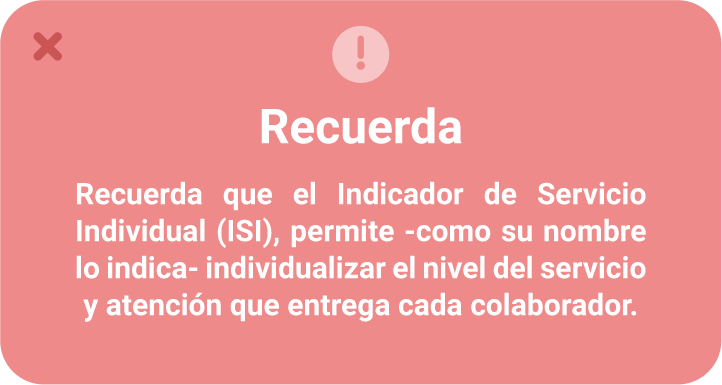 Recuerda
Recuerda que el Indicador de Servicio
Individual (ISI), permite -como su nombre
lo indica- individualizar el nivel del servicio
y atención que entrega cada colaborador.